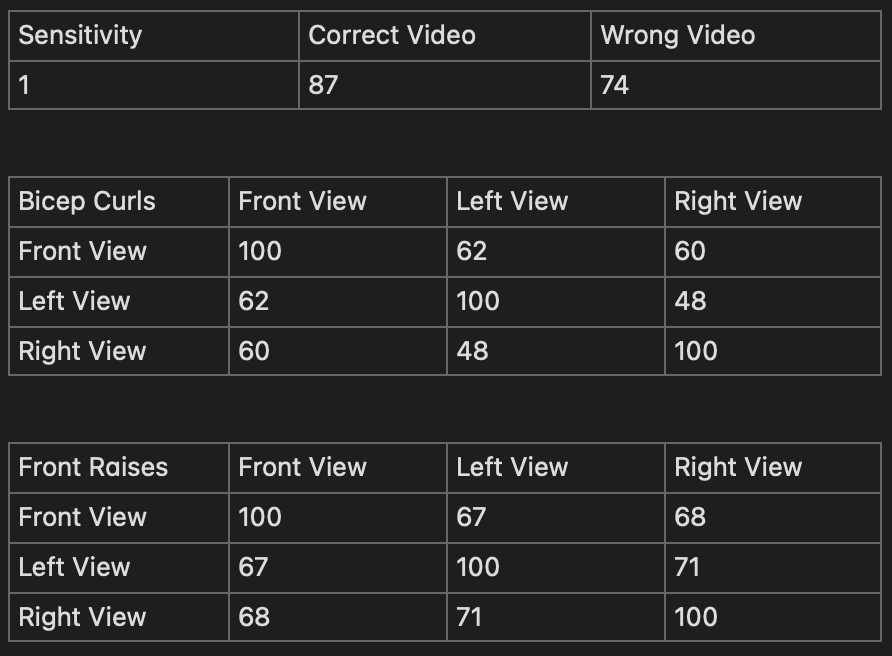 Sensitivity Correct Video Wrong Video
1 87 74
Bicep Curls Front View Left View Right View
Front View 100 62 60
Left View 62 100 48
Right View 60 48 100
Front Raises Front View Left View Right View
Front View 100 67 68
Left View 67 100 71
Right View 68 71 100